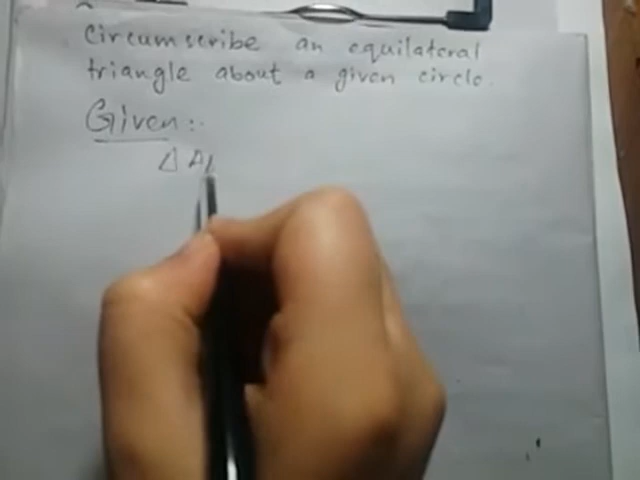 Circumscribe an equilateral
triangle about a given circle.
Given:-
Δ A